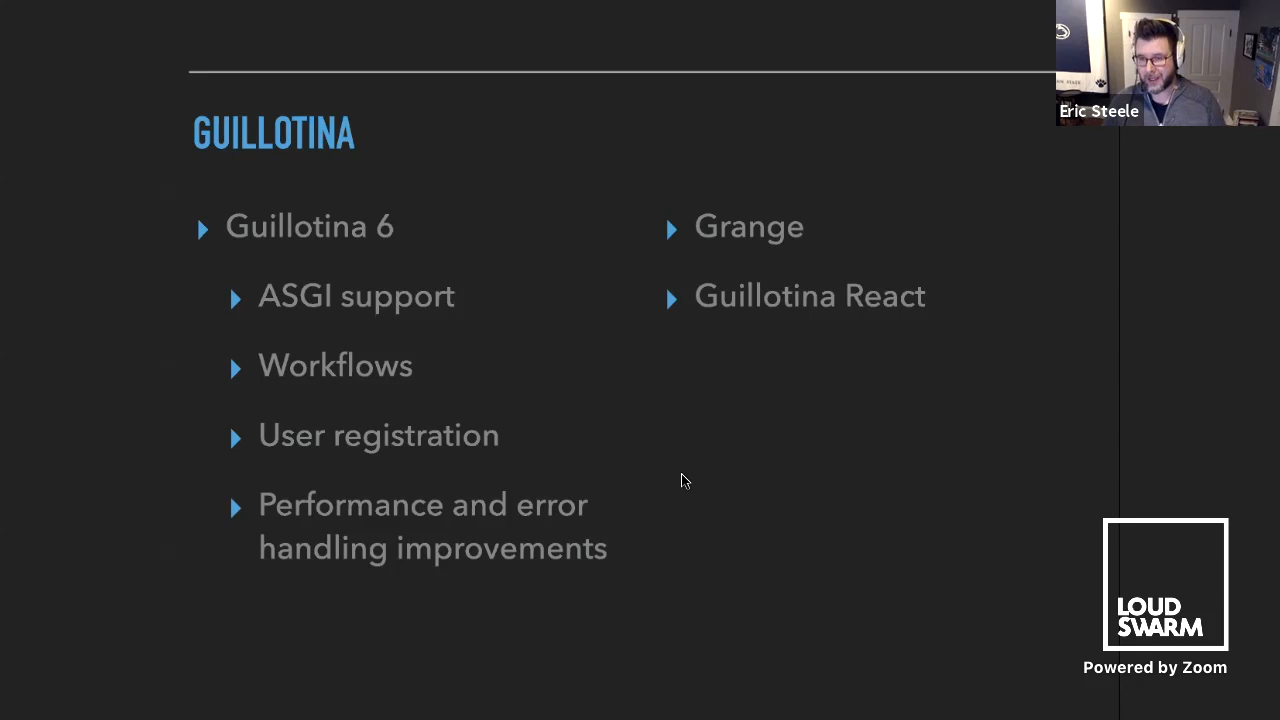 GUILLOTINA
Guillotina 6
ASGI support
Workflows
User registration
Performance and error
handling improvements
Grange
Guillotina React
Eric Steele
LOUD
SWARM
Powered by Zoom